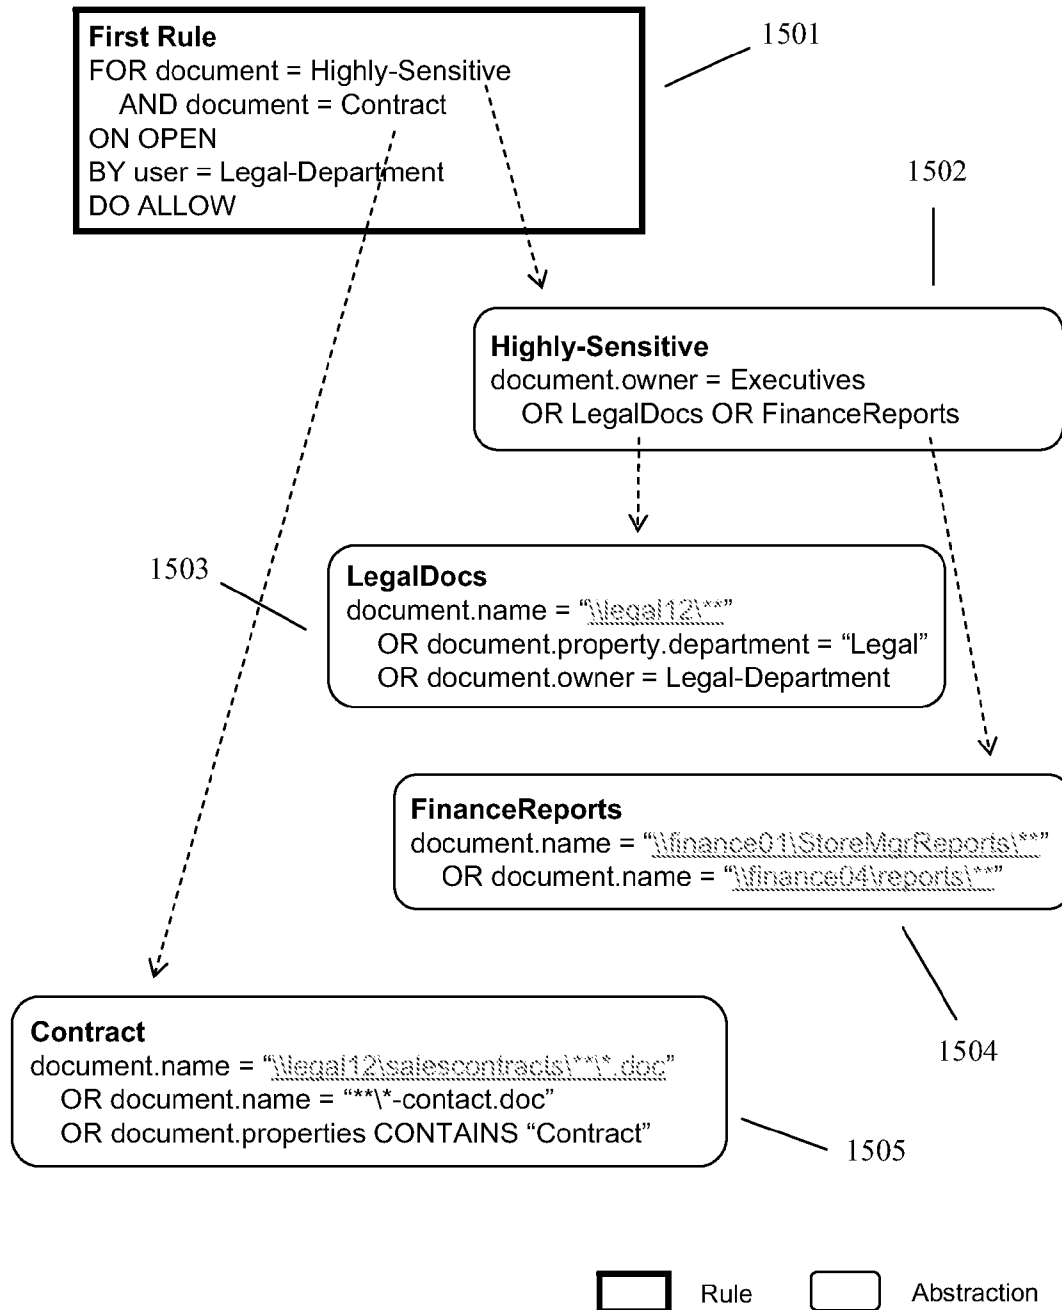 First Rule
FOR document = Highly-Sensitive
AND document = Contract
ON OPEN
BY user = Legal-Department
DO ALLOW
1501
1502
Highly-Sensitive
document.owner = Executives
OR LegalDocs OR FinanceReports
1503
LegalDocs
document.name = “\\legal12\**”
OR document.property.department = “Legal”
OR document.owner = Legal-Department
FinanceReports
document.name = “\\finance01\StoreMgrReports\**”
OR document.name = “\\finance04\reports\**”
1504
Contract
document.name = “\\legal12\salescontracts\**\*.doc”
OR document.name = “**\*-contact.doc”
OR document.properties CONTAINS “Contract”
1505
Rule
Abstraction